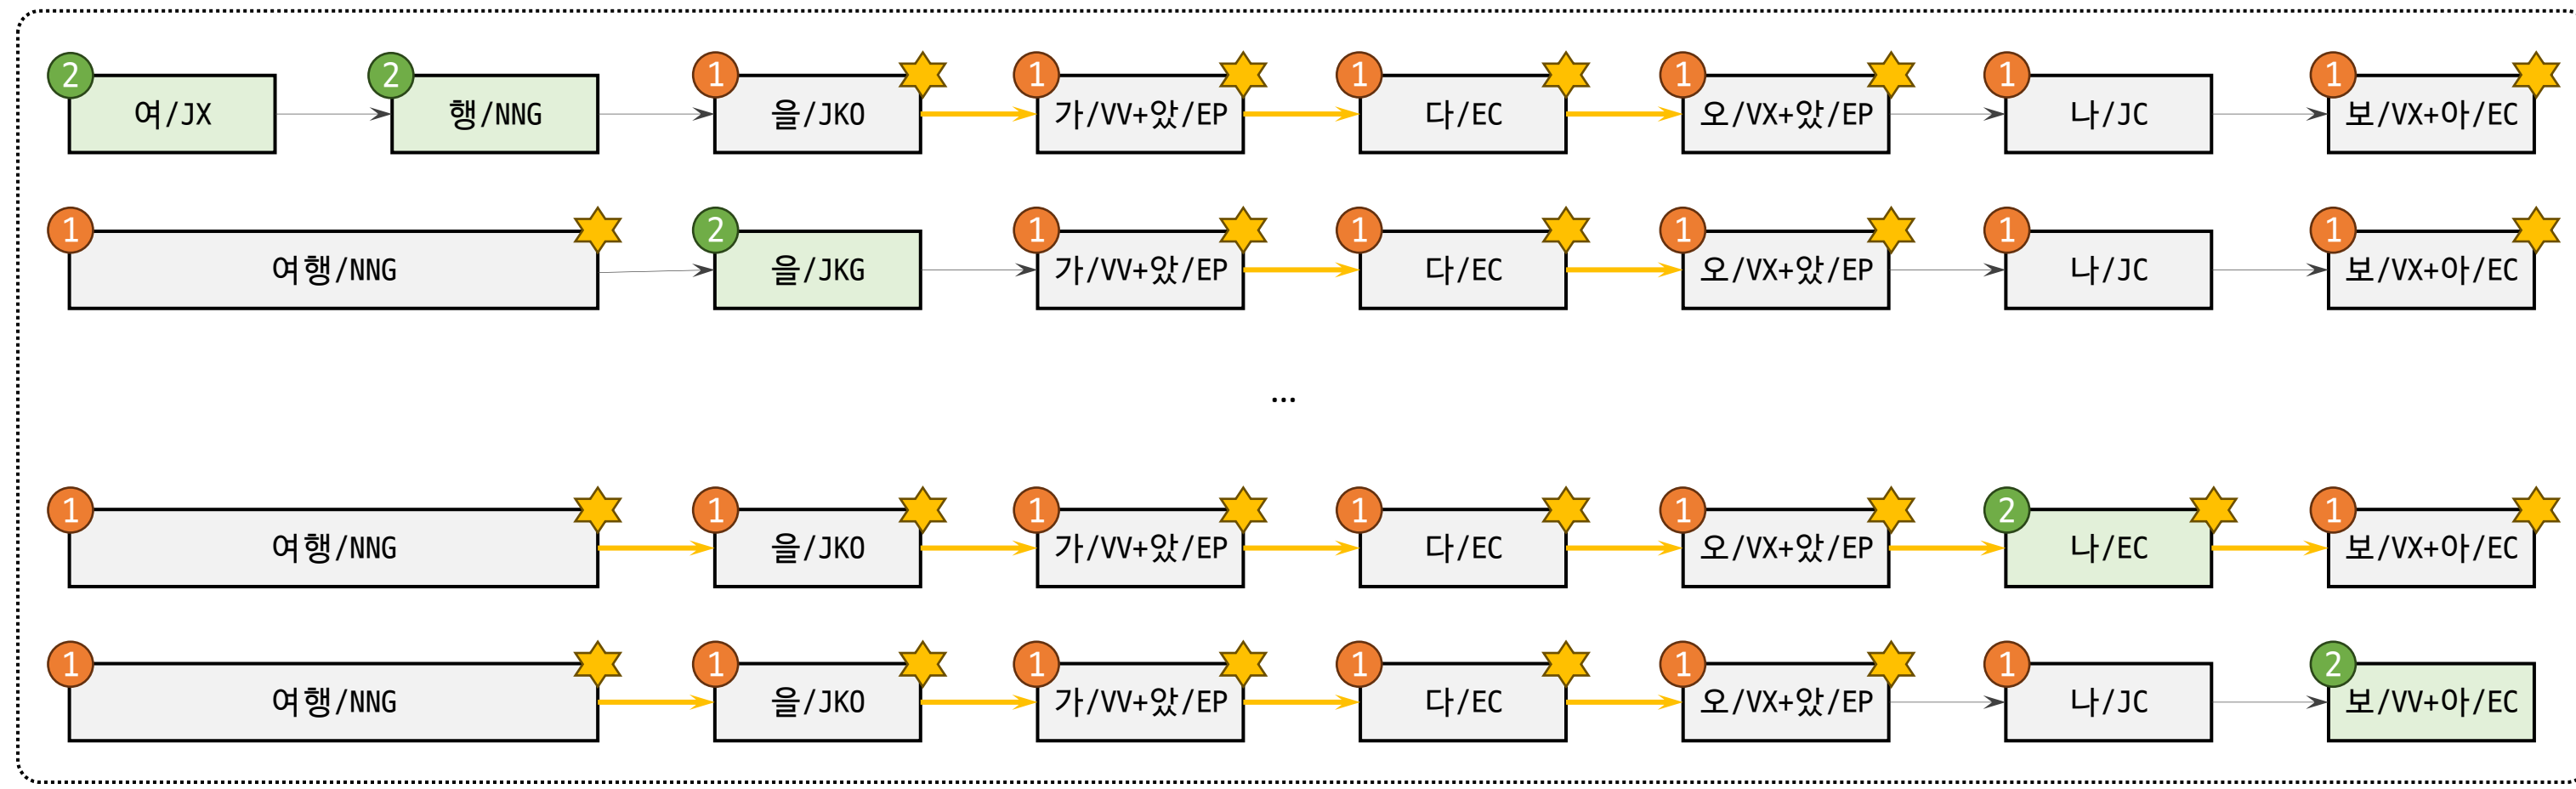 2 여/JX 2 행/NNG 1 을/JKO 1 가/VV+았/EP 1 다/EC 1 오/VX+았/EP 1 나/JC 1 보/VX+아/EC
1 여행/NNG 2 을/JKG 1 가/VV+았/EP 1 다/EC 1 오/VX+았/EP 1 나/JC 1 보/VX+아/EC
...
1 여행/NNG 1 을/JKO 1 가/VV+았/EP 1 다/EC 1 오/VX+았/EP 2 나/EC 1 보/VX+아/EC
1 여행/NNG 1 을/JKO 1 가/VV+았/EP 1 다/EC 1 오/VX+았/EP 1 나/JC 2 보/VV+아/EC